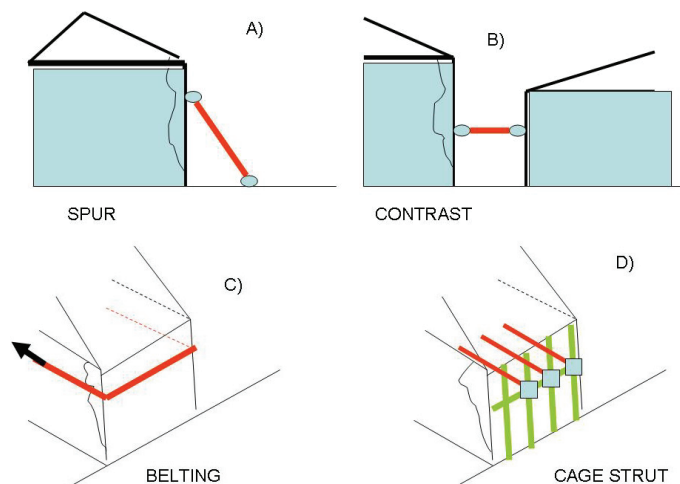 A)
B)
SPUR
CONTRAST
C)
D)
BELTING
CAGE STRUT